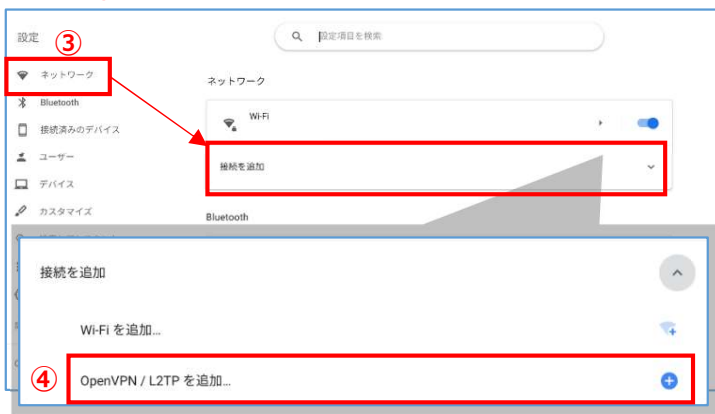 設定
③
設定項目を検索
ネットワーク
Bluetooth
接続済みのデバイス
ユーザー
デバイス
カスタマイズ
ネットワーク
Wi-Fi
接続を追加
Bluetooth
接続を追加
Wi-Fi を追加...
④
OpenVPN / L2TP を追加...